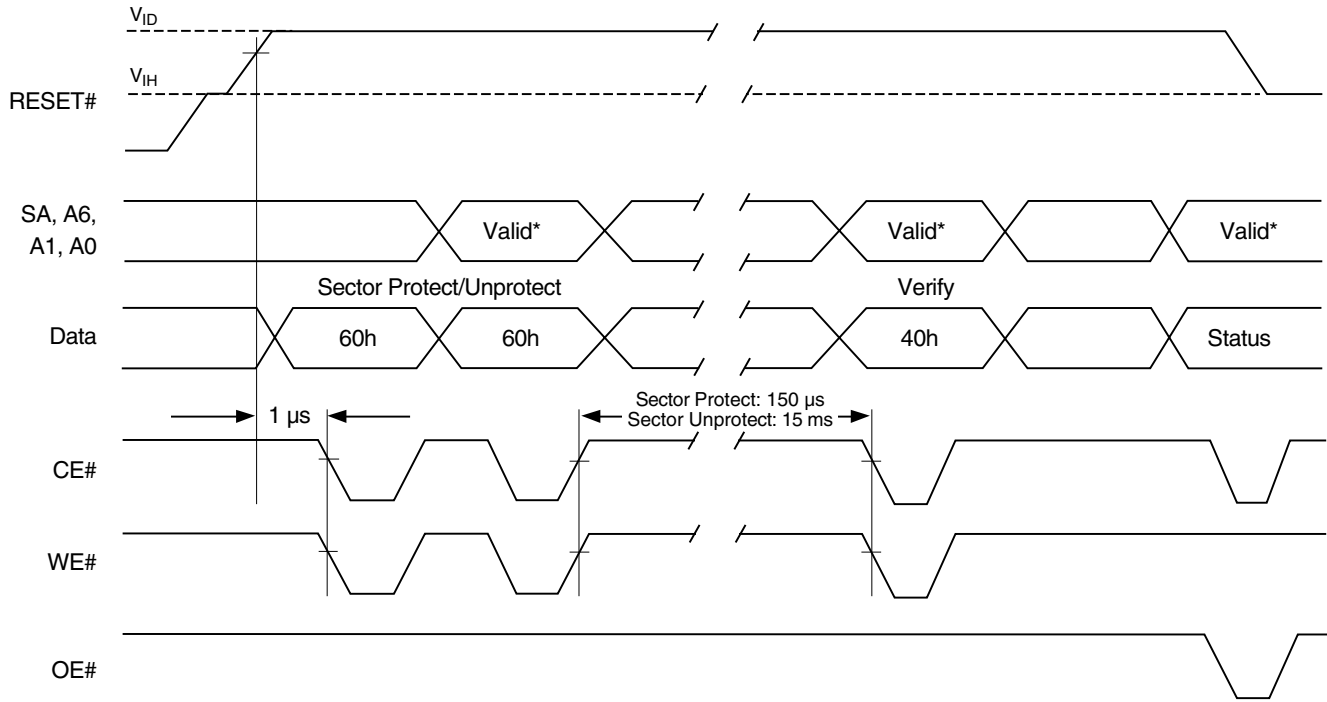 VID
VIH
RESET#
SA, A6,
A1, A0
Valid*
Valid*
Valid*
Sector Protect/Unprotect
Verify
Data
60h
60h
40h
Status
1 µs
Sector Protect: 150 µs
Sector Unprotect: 15 ms
CE#
WE#
OE#